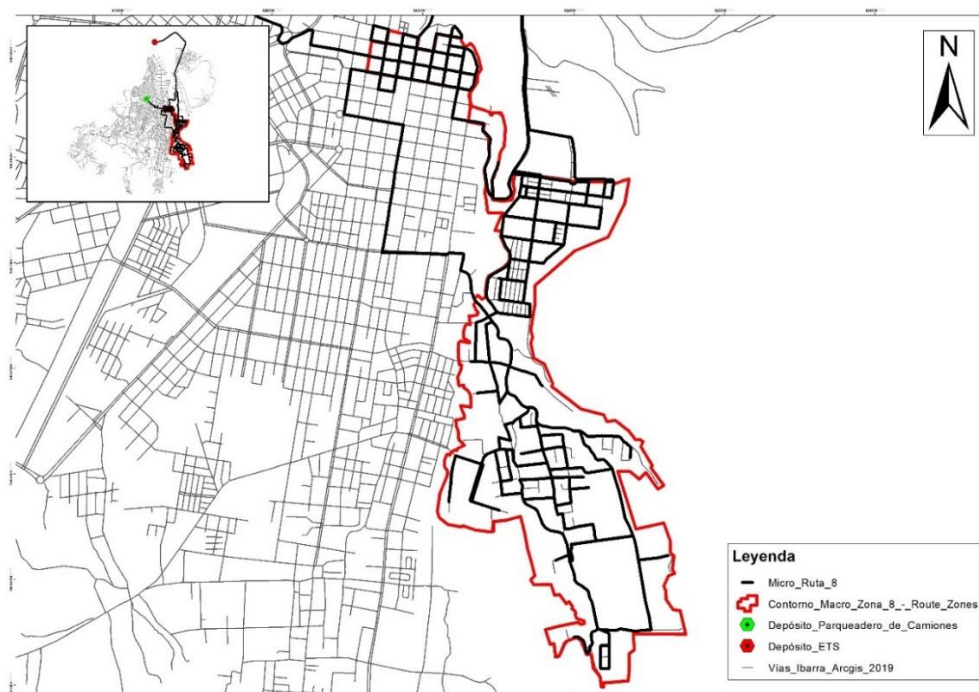 N
Leyenda
Micro_Ruta_8
Contorno_Macro_Zona_8_-_Route_Zones
Depósito_Parqueadero_de_Camiones
Depósito_ETS
Vías_Ibarra_Arcgis_2019